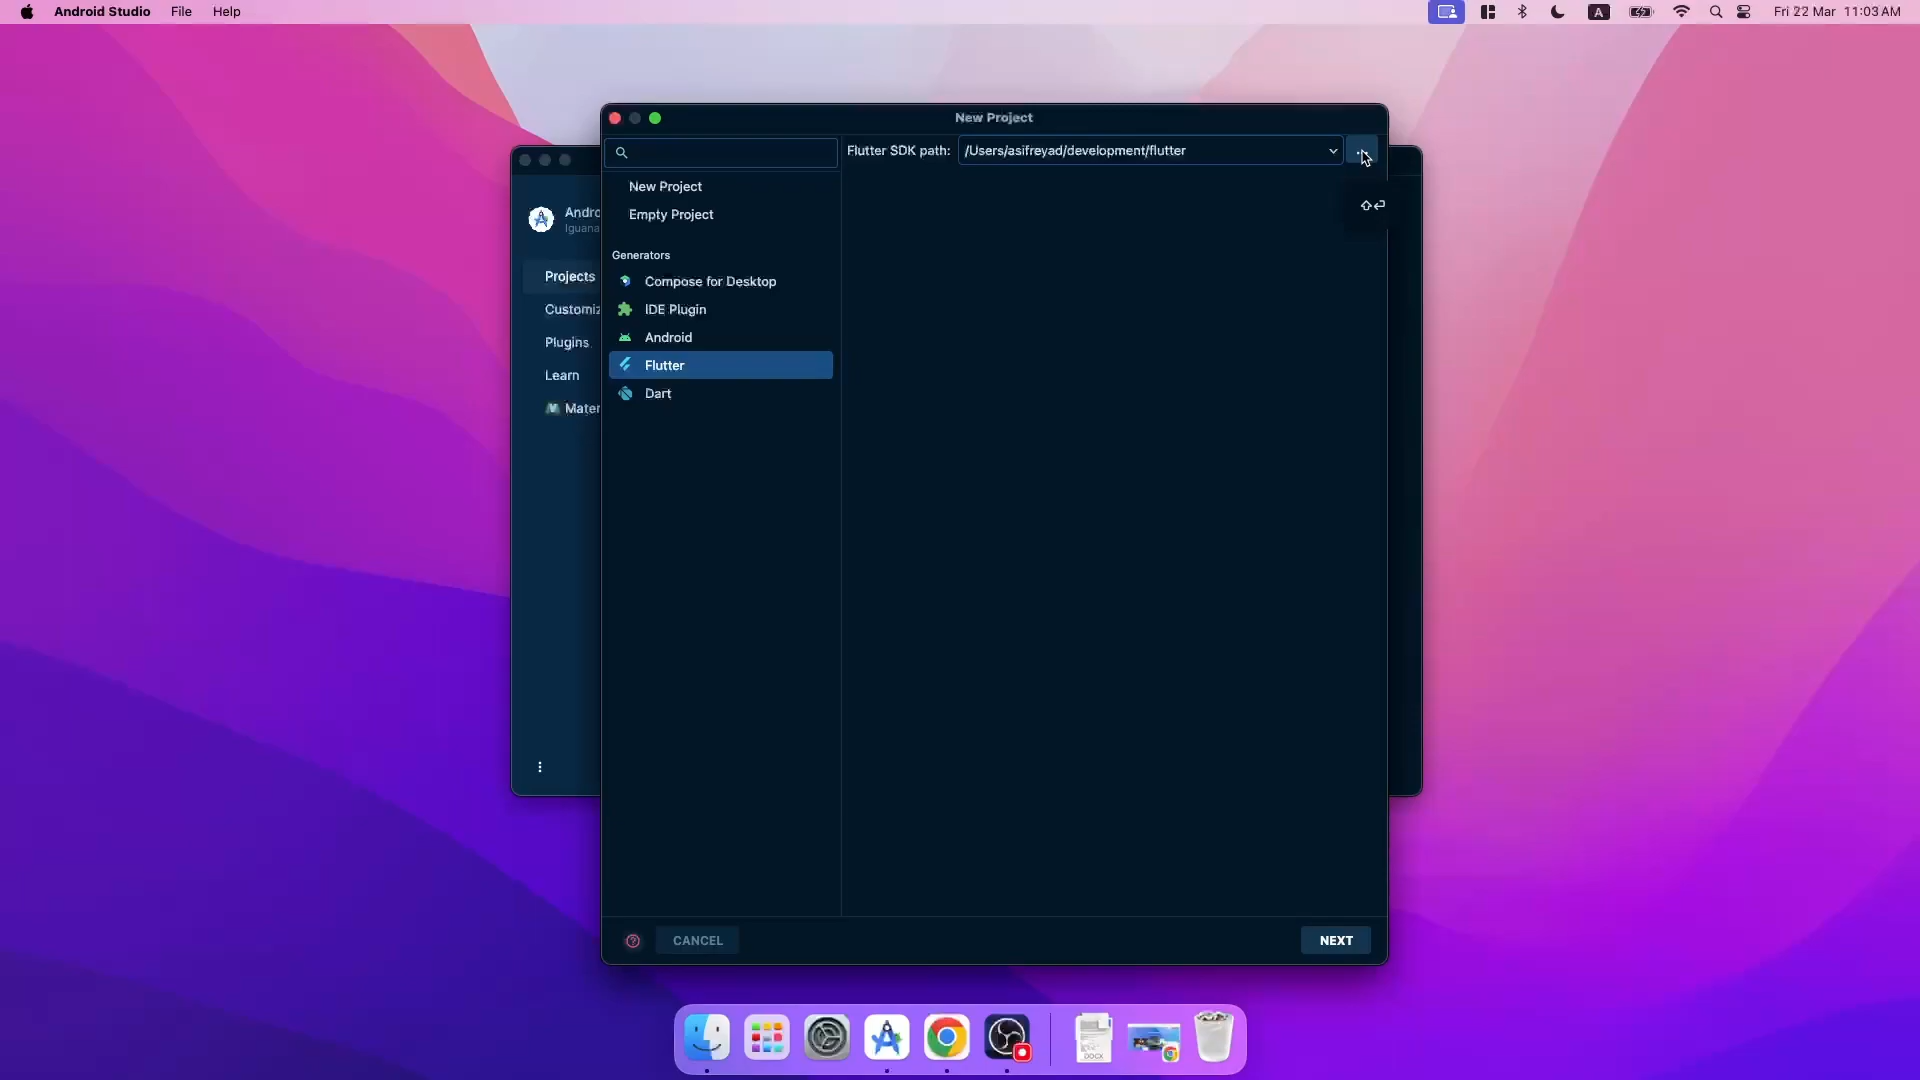 Android Studio File Help
A
Fri 22 Mar 11:03 AM
New Project
Flutter SDK path: /Users/asifreyad/development/flutter
...
⇧⏎
New Project
Empty Project
Generators
Compose for Desktop
IDE Plugin
Android
Flutter
Dart
Andro
Iguana
Projects
Customiz
Plugins
Learn
Mater
? CANCEL
NEXT
DOCX